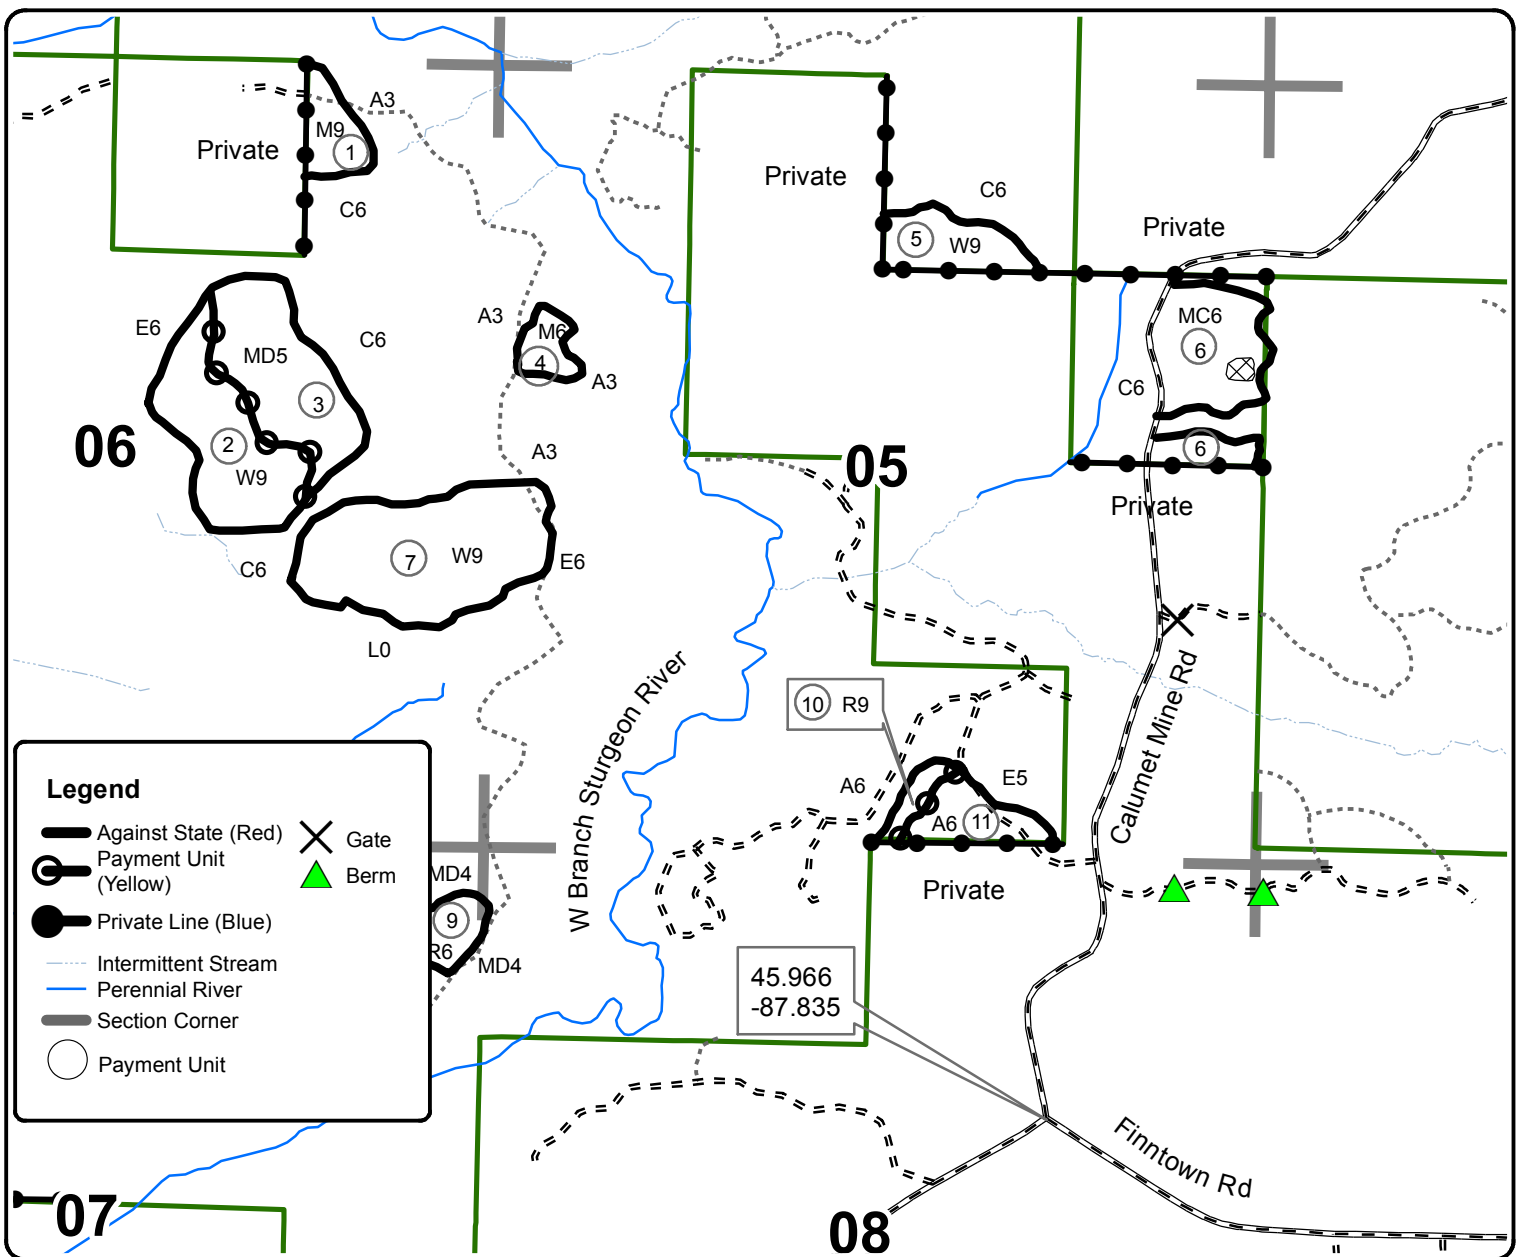 A3
M9
1
Private
C6
Private
C6
5
W9
Private
E6
MD5
C6
3
2
W9
06
A3
M6
4
A3
A3
MC6
6
C6
6
05
Private
7
W9
C6
E6
L0
W Branch Sturgeon River
10 R9
A6
E5
A6
11
Private
Calumet Mine Rd
Legend
Against State (Red)
Payment Unit
(Yellow)
Private Line (Blue)
Intermittent Stream
Perennial River
Section Corner
Payment Unit
Gate
Berm
MD4
9
R6
MD4
45.966
-87.835
Finntown Rd
07
08